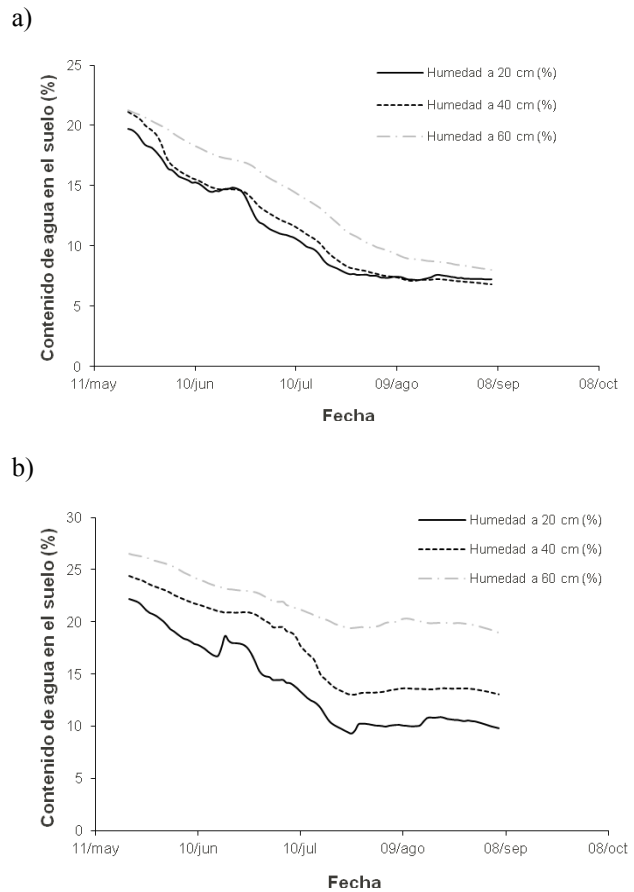 a)
Humedad a 20 cm (%)
Humedad a 40 cm (%)
Humedad a 60 cm (%)
Contenido de agua en el suelo (%)
25
20
15
10
5
0
11/may
10/jun
10/jul
09/ago
08/sep
08/oct
Fecha
b)
Humedad a 20 cm (%)
Humedad a 40 cm (%)
Humedad a 60 cm (%)
Contenido de agua en el suelo (%)
30
25
20
15
10
5
0
11/may
10/jun
10/jul
09/ago
08/sep
08/oct
Fecha